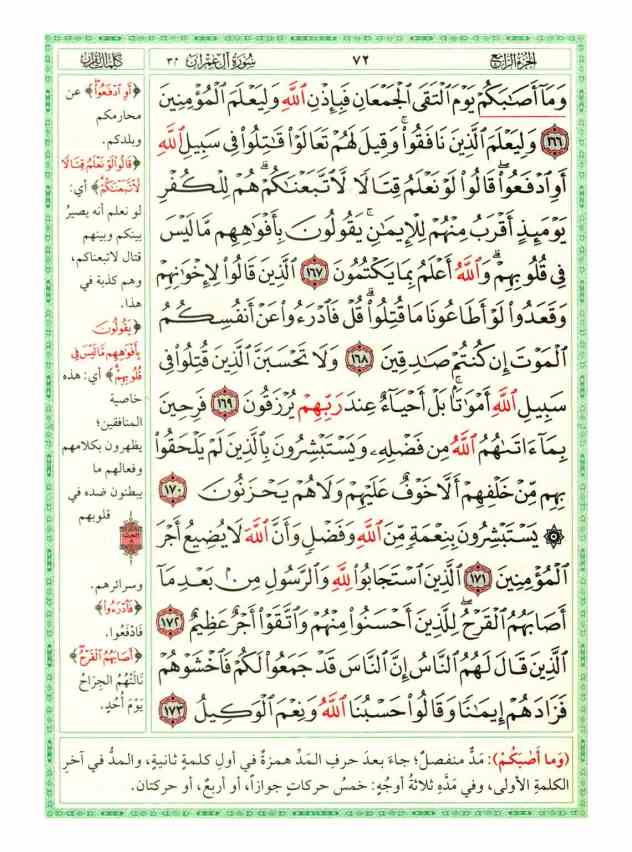 الجزء الرابع
٧٢
سورة آل عمران ٣
كلمات القرآن
وَمَآ أَصَٰبَكُمْ يَوْمَ ٱلْتَقَى ٱلْجَمْعَانِ فَبِإِذْنِ ٱللَّهِ وَلِيَعْلَمَ ٱلْمُؤْمِنِينَ
١٦٦ وَلِيَعْلَمَ ٱلَّذِينَ نَافَقُوا۟ ۚ وَقِيلَ لَهُمْ تَعَالَوْا۟ قَٰتِلُوا۟ فِى سَبِيلِ ٱللَّهِ
أَوِ ٱدْفَعُوا۟ ۖ قَالُوا۟ لَوْ نَعْلَمُ قِتَالًا لَّٱتَّبَعْنَٰكُمْ ۗ هُمْ لِلْكُفْرِ
يَوْمَئِذٍ أَقْرَبُ مِنْهُمْ لِلْإِيمَٰنِ ۚ يَقُولُونَ بِأَفْوَٰهِهِم مَّا لَيْسَ
فِى قُلُوبِهِمْ ۗ وَٱللَّهُ أَعْلَمُ بِمَا يَكْتُمُونَ ١٦٧ ٱلَّذِينَ قَالُوا۟ لِإِخْوَٰنِهِمْ
وَقَعَدُوا۟ لَوْ أَطَاعُونَا مَا قُتِلُوا۟ ۗ قُلْ فَٱدْرَءُوا۟ عَنْ أَنفُسِكُمُ
ٱلْمَوْتَ إِن كُنتُمْ صَٰدِقِينَ ١٦٨ وَلَا تَحْسَبَنَّ ٱلَّذِينَ قُتِلُوا۟ فِى
سَبِيلِ ٱللَّهِ أَمْوَٰتًۢا ۚ بَلْ أَحْيَآءٌ عِندَ رَبِّهِمْ يُرْزَقُونَ ١٦٩ فَرِحِينَ
بِمَآ ءَاتَىٰهُمُ ٱللَّهُ مِن فَضْلِهِۦ وَيَسْتَبْشِرُونَ بِٱلَّذِينَ لَمْ يَلْحَقُوا۟
بِهِم مِّنْ خَلْفِهِمْ أَلَّا خَوْفٌ عَلَيْهِمْ وَلَا هُمْ يَحْزَنُونَ ١٧٠
۞ يَسْتَبْشِرُونَ بِنِعْمَةٍ مِّنَ ٱللَّهِ وَفَضْلٍ وَأَنَّ ٱللَّهَ لَا يُضِيعُ أَجْرَ
ٱلْمُؤْمِنِينَ ١٧١ ٱلَّذِينَ ٱسْتَجَابُوا۟ لِلَّهِ وَٱلرَّسُولِ مِنۢ بَعْدِ مَآ
أَصَابَهُمُ ٱلْقَرْحُ ۚ لِلَّذِينَ أَحْسَنُوا۟ مِنْهُمْ وَٱتَّقَوْا۟ أَجْرٌ عَظِيمٌ ١٧٢
ٱلَّذِينَ قَالَ لَهُمُ ٱلنَّاسُ إِنَّ ٱلنَّاسَ قَدْ جَمَعُوا۟ لَكُمْ فَٱخْشَوْهُمْ
فَزَادَهُمْ إِيمَٰنًا وَقَالُوا۟ حَسْبُنَا ٱللَّهُ وَنِعْمَ ٱلْوَكِيلُ ١٧٣
﴿أَوِ ٱدْفَعُوا۟﴾ عن
محارمكم
وبلدكم.
﴿قَالُوا۟ لَوْ نَعْلَمُ قِتَالًا
لَّٱتَّبَعْنَٰكُمْ﴾ أي:
لو نعلم أنه يصيرُ
بينكم وبينهم
قتال لاتبعناكم،
وهم كذبة في
هذا.
﴿يَقُولُونَ
بِأَفْوَٰهِهِم مَّا لَيْسَ فِى
قُلُوبِهِمْ﴾ أي: هذه
خاصية
المنافقين؛
يظهرون بكلامهم
وفعالهم ما
يبطنون ضده في
قلوبهم
وسرائرهم.
﴿فَٱدْرَءُوا۟﴾
فَادْفَعُوا.
﴿أَصَابَهُمُ ٱلْقَرْحُ﴾
نَالَتْهُمُ الجِرَاحُ
يَوْمَ أُحُدٍ.
(وَمَا أَصَٰبَكُمْ): مَدٌّ منفصلٌ؛ جاءَ بعدَ حرفِ المَدِّ همزةٌ في أولِ كلمةٍ ثانيةٍ، والمدُّ في آخرِ
الكلمةِ الأولى، وفي مَدِّهِ ثلاثةُ أوجُهٍ: خمسُ حركاتٍ جوازاً، أو أربعٌ، أو حركتان.